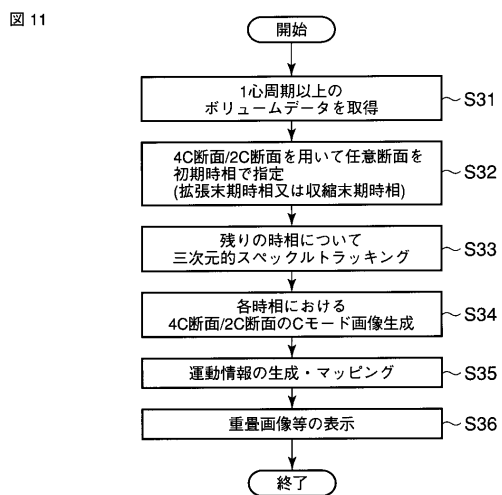 図 11
開始
1心周期以上の
ボリュームデータを取得
S31
4C断面/2C断面を用いて任意断面を
初期時相で指定
(拡張末期時相又は収縮末期時相)
S32
残りの時相について
三次元的スペックルトラッキング
S33
各時相における
4C断面/2C断面のCモード画像生成
S34
運動情報の生成・マッピング
S35
重畳画像等の表示
S36
終了